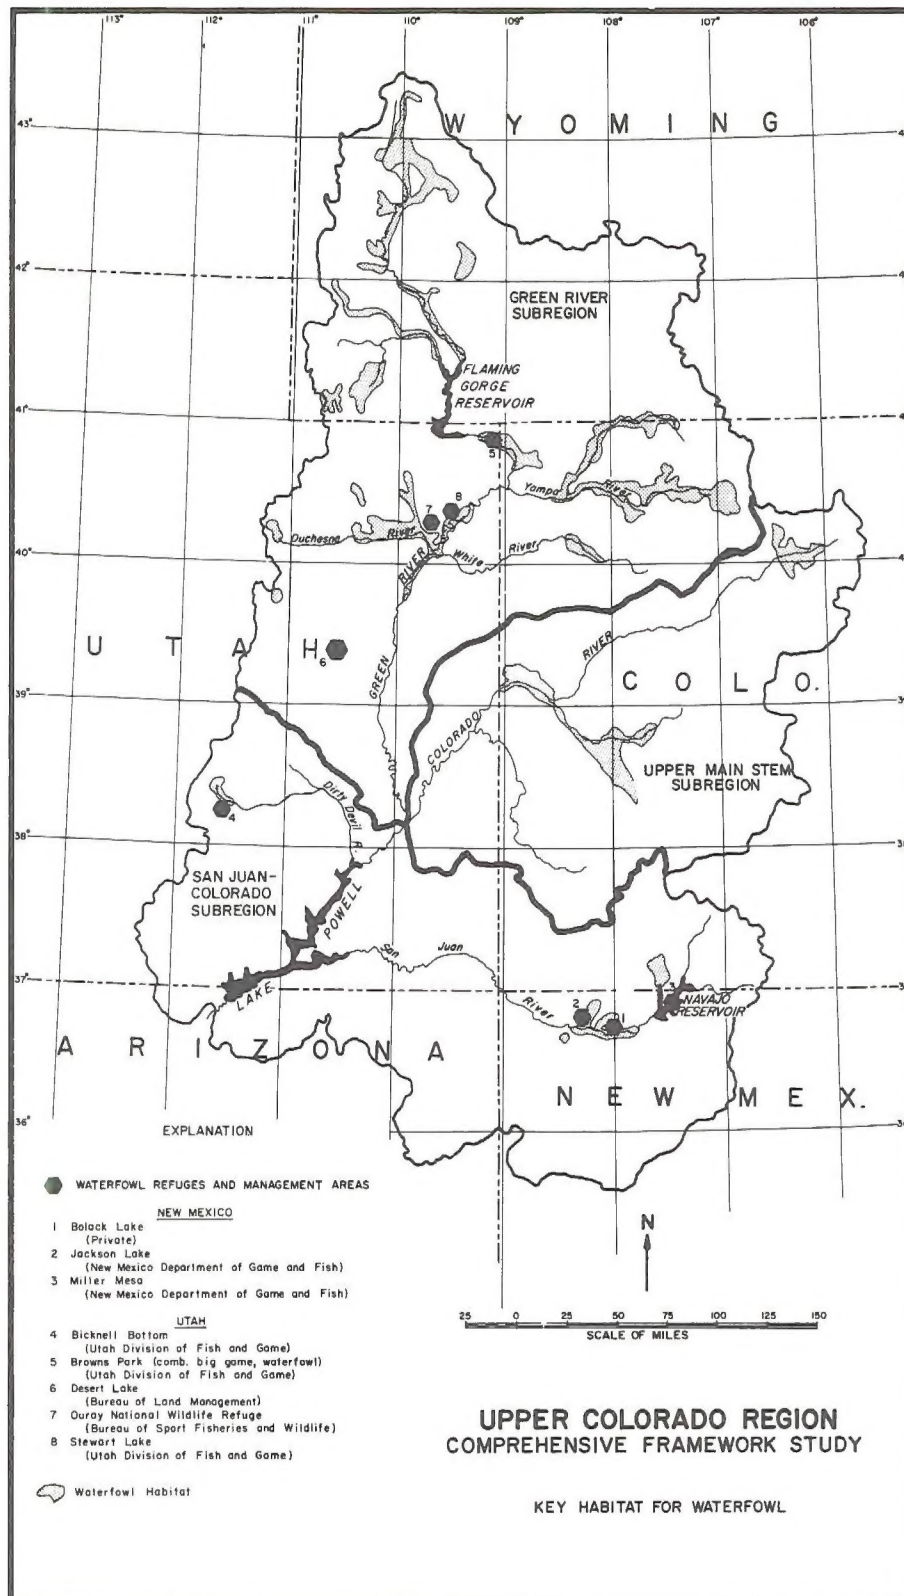 113° 112° 111° 110° 109° 108° 107° 106°
43°
WYOMING
42°
GREEN RIVER
SUBREGION
FLAMING
GORGE
RESERVOIR
41°
5
Yampa River
8
7
Duchesne River
White River
40°
GREEN RIVER
UTAH
6
RIVER
COLO.
39°
COLORADO
UPPER MAIN STEM
SUBREGION
Dirty Devil R.
4
38°
SAN JUAN-
COLORADO
SUBREGION
LAKE POWELL
San Juan River
37°
3
NAVAJO
RESERVOIR
2
1
ARIZONA
NEW MEX.
36°
EXPLANATION
WATERFOWL REFUGES AND MANAGEMENT AREAS
NEW MEXICO
1 Bolack Lake
(Private)
2 Jackson Lake
(New Mexico Department of Game and Fish)
3 Miller Mesa
(New Mexico Department of Game and Fish)
UTAH
4 Bicknell Bottom
(Utah Division of Fish and Game)
5 Browns Park (comb. big game, waterfowl)
(Utah Division of Fish and Game)
6 Desert Lake
(Bureau of Land Management)
7 Ouray National Wildlife Refuge
(Bureau of Sport Fisheries and Wildlife)
8 Stewart Lake
(Utah Division of Fish and Game)
Waterfowl Habitat
N
25 0 25 50 75 100 125 150
SCALE OF MILES
UPPER COLORADO REGION
COMPREHENSIVE FRAMEWORK STUDY
KEY HABITAT FOR WATERFOWL